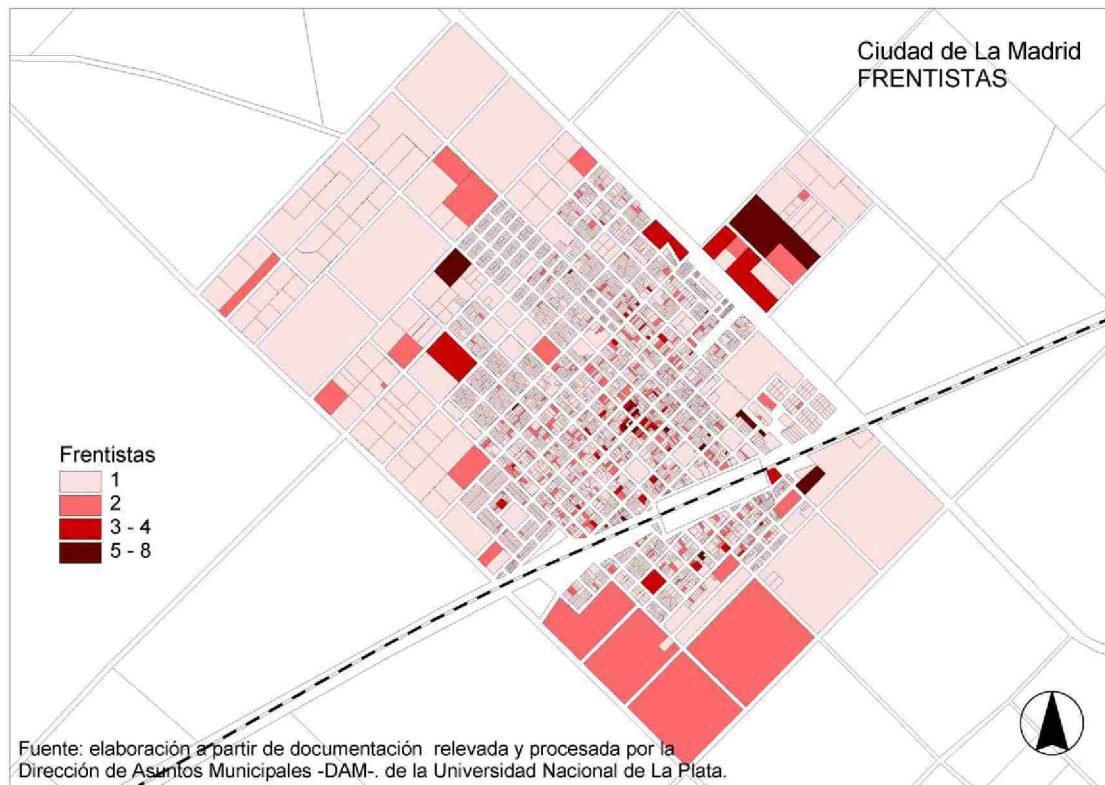 Ciudad de La Madrid
FRENTISTAS
Frentistas
1
2
3 - 4
5 - 8
Fuente: elaboración a partir de documentación relevada y procesada por la
Dirección de Asuntos Municipales -DAM-. de la Universidad Nacional de La Plata.